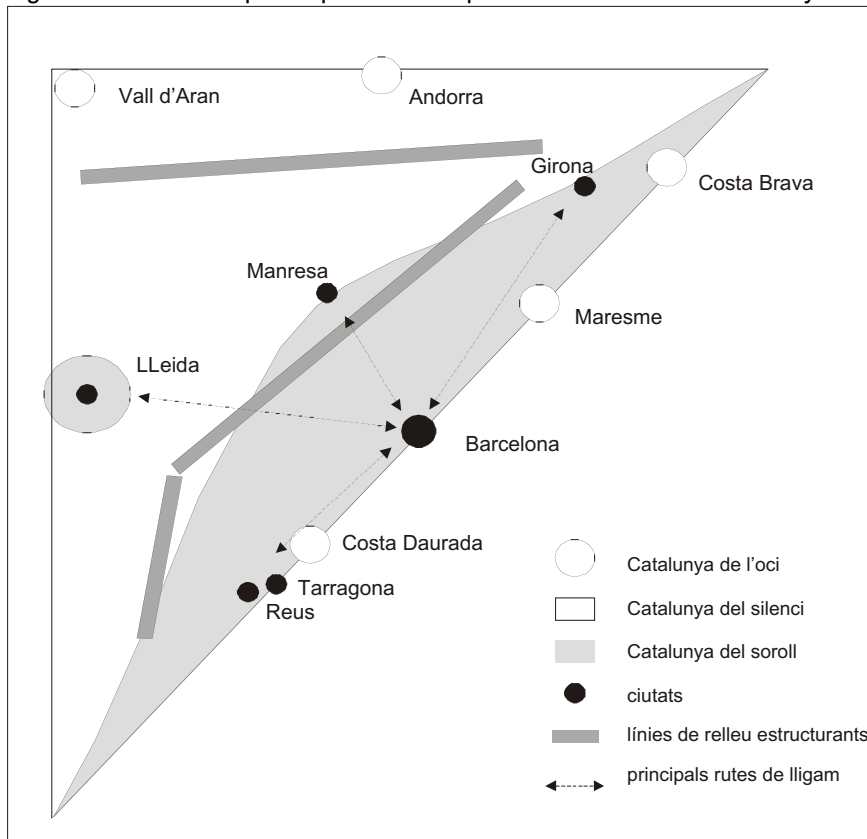 Vall d'Aran
Andorra
Girona
Costa Brava
Manresa
Maresme
LLeida
Barcelona
Costa Daurada
Tarragona
Reus
Catalunya de l'oci
Catalunya del silenci
Catalunya del soroll
ciutats
línies de relleu estructurants
principals rutes de lligam